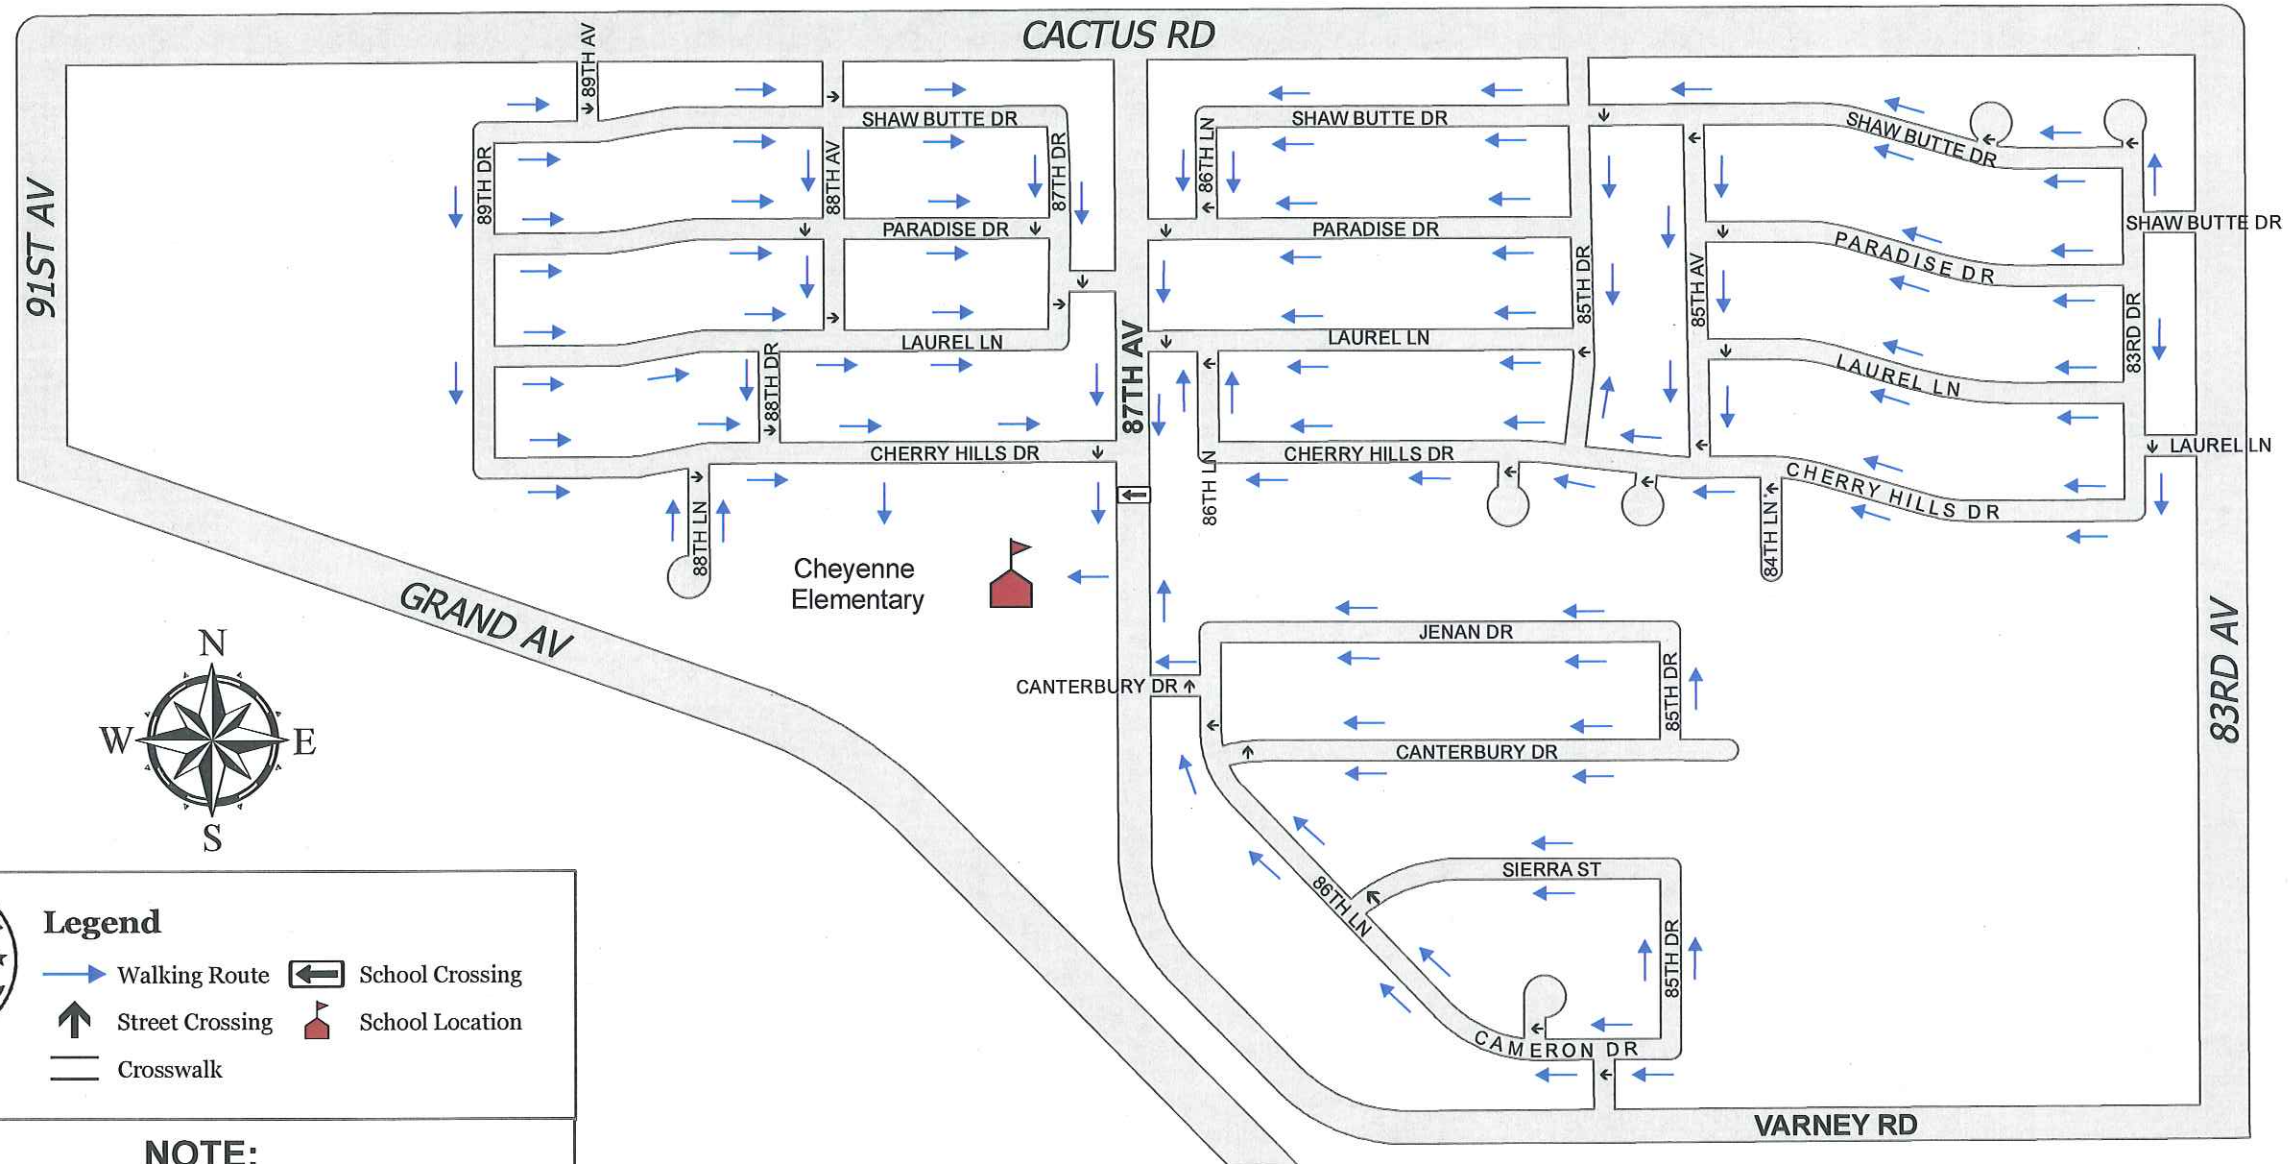 CACTUS RD
89TH AV
SHAW BUTTE DR
SHAW BUTTE DR
SHAW BUTTE DR
86TH LN
87TH DR
88TH AV
89TH DR
91ST AV
SHAW BUTTE DR
PARADISE DR
PARADISE DR
PARADISE DR
85TH DR
85TH AV
83RD DR
LAUREL LN
LAUREL LN
LAUREL LN
88TH DR
87TH AV
CHERRY HILLS DR
CHERRY HILLS DR
CHERRY HILLS DR
LAUREL LN
86TH LN
88TH LN
84TH LN
Cheyenne
Elementary
GRAND AV
JENAN DR
83RD AV
N
W
E
S
CANTERBURY DR
85TH DR
CANTERBURY DR
SIERRA ST
86TH LN
85TH DR
CAMERON DR
VARNEY RD
Legend
Walking Route
School Crossing
Street Crossing
School Location
Crosswalk
NOTE: